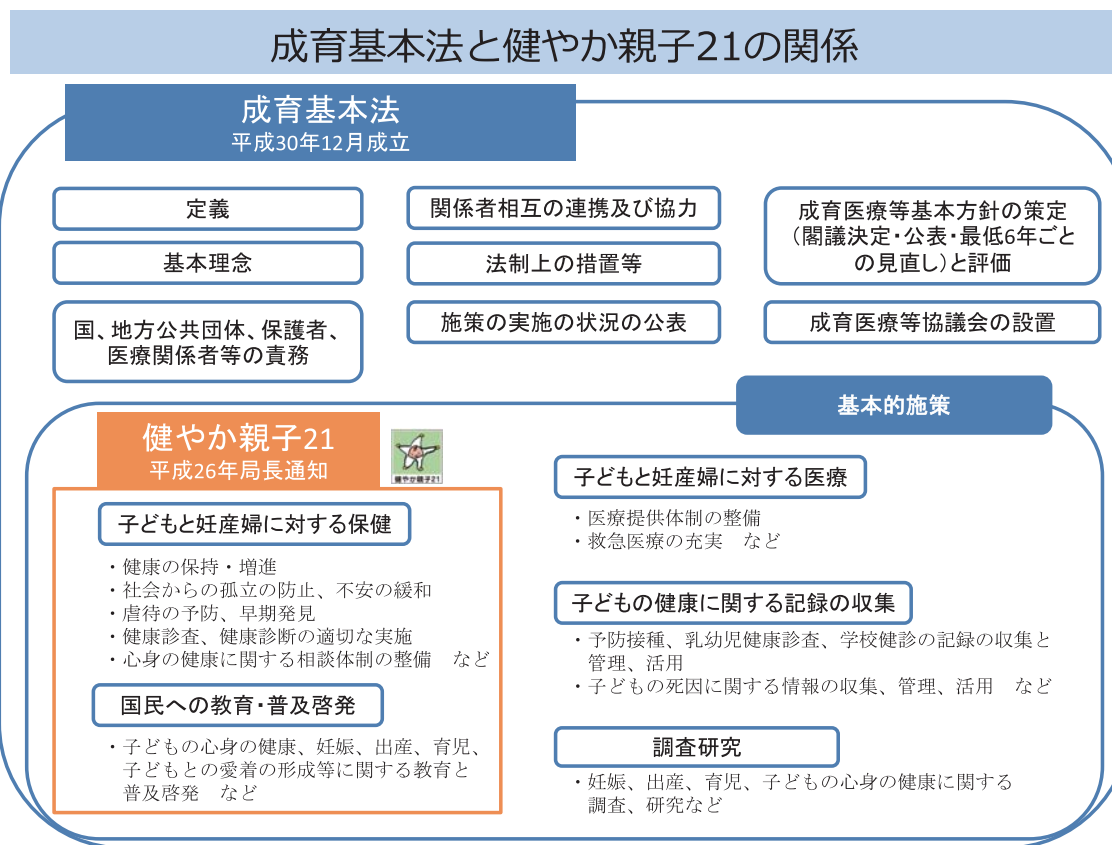 成育基本法と健やか親子21の関係
成育基本法
平成30年12月成立
定義
基本理念
国、地方公共団体、保護者、
医療関係者等の責務
関係者相互の連携及び協力
法制上の措置等
施策の実施の状況の公表
成育医療等基本方針の策定
（閣議決定・公表・最低6年ごと
の見直し）と評価
成育医療等協議会の設置
基本的施策
健やか親子21
平成26年局長通知
健やか親子21
子どもと妊産婦に対する保健
・健康の保持・増進
・社会からの孤立の防止、不安の緩和
・虐待の予防、早期発見
・健康診査、健康診断の適切な実施
・心身の健康に関する相談体制の整備　など
国民への教育・普及啓発
・子どもの心身の健康、妊娠、出産、育児、
子どもとの愛着の形成等に関する教育と
普及啓発　など
子どもと妊産婦に対する医療
・医療提供体制の整備
・救急医療の充実　など
子どもの健康に関する記録の収集
・予防接種、乳幼児健康診査、学校健診の記録の収集と
管理、活用
・子どもの死因に関する情報の収集、管理、活用　など
調査研究
・妊娠、出産、育児、子どもの心身の健康に関する
調査、研究など